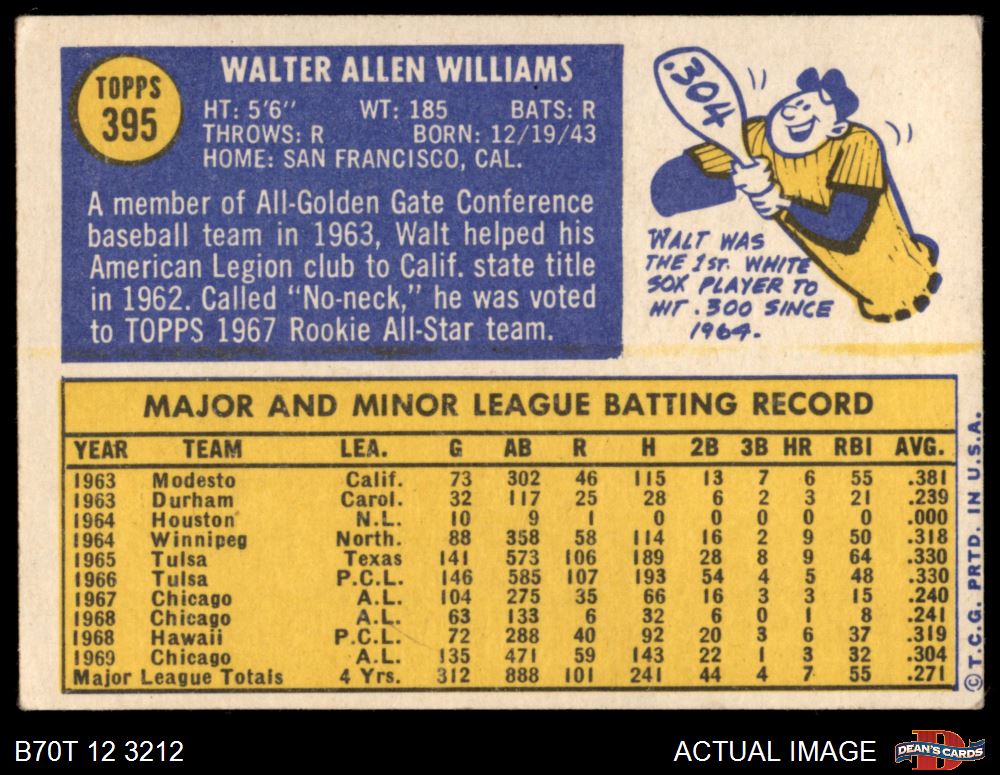 TOPPS
395
WALTER ALLEN WILLIAMS
HT: 5'6" WT: 185 BATS: R
THROWS: R BORN: 12/19/43
HOME: SAN FRANCISCO, CAL.
A member of All-Golden Gate Conference
baseball team in 1963, Walt helped his
American Legion club to Calif. state title
in 1962. Called "No-neck," he was voted
to TOPPS 1967 Rookie All-Star team.
.304
WALT WAS
THE 1ST. WHITE
SOX PLAYER TO
HIT .300 SINCE
1964.
MAJOR AND MINOR LEAGUE BATTING RECORD
YEAR TEAM LEA. G AB R H 2B 3B HR RBI AVG.
1963 Modesto Calif. 73 302 46 115 13 7 6 55 .381
1963 Durham Carol. 32 117 25 28 6 2 3 21 .239
1964 Houston N.L. 10 9 1 0 0 0 0 0 .000
1964 Winnipeg North. 88 358 58 114 16 2 9 50 .318
1965 Tulsa Texas 141 573 106 189 28 8 9 64 .330
1966 Tulsa P.C.L. 146 585 107 193 54 4 5 48 .330
1967 Chicago A.L. 104 275 35 66 16 3 3 15 .240
1968 Chicago A.L. 63 133 6 32 6 0 1 8 .241
1968 Hawaii P.C.L. 72 288 40 92 20 3 6 37 .319
1969 Chicago A.L. 135 471 59 143 22 1 3 32 .304
Major League Totals 4 Yrs. 312 888 101 241 44 4 7 55 .271
©T.C.G. PRTD. IN U.S.A.
B70T 12 3212
ACTUAL IMAGE
DEAN'S CARDS